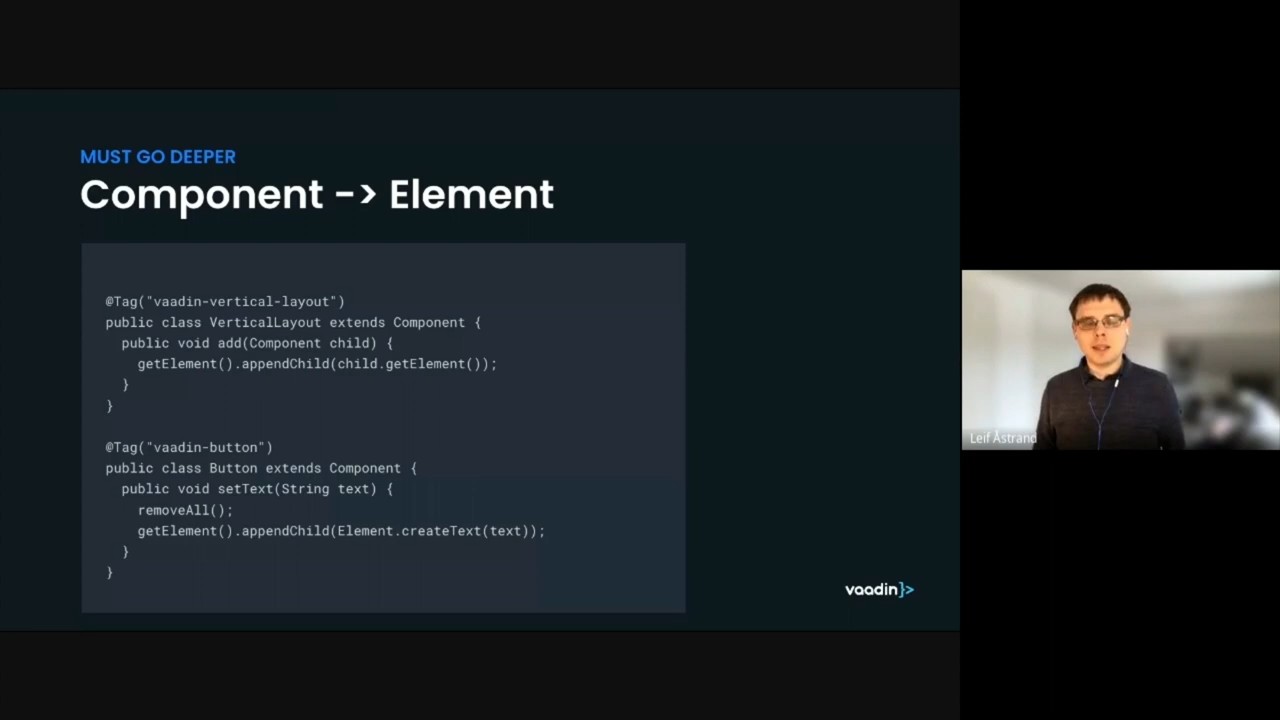 MUST GO DEEPER
Component -> Element
@Tag("vaadin-vertical-layout")
public class VerticalLayout extends Component {
  public void add(Component child) {
    getElement().appendChild(child.getElement());
  }
}
@Tag("vaadin-button")
public class Button extends Component {
  public void setText(String text) {
    removeAll();
    getElement().appendChild(Element.createText(text));
  }
}
vaadin}>
Leif Åstrand